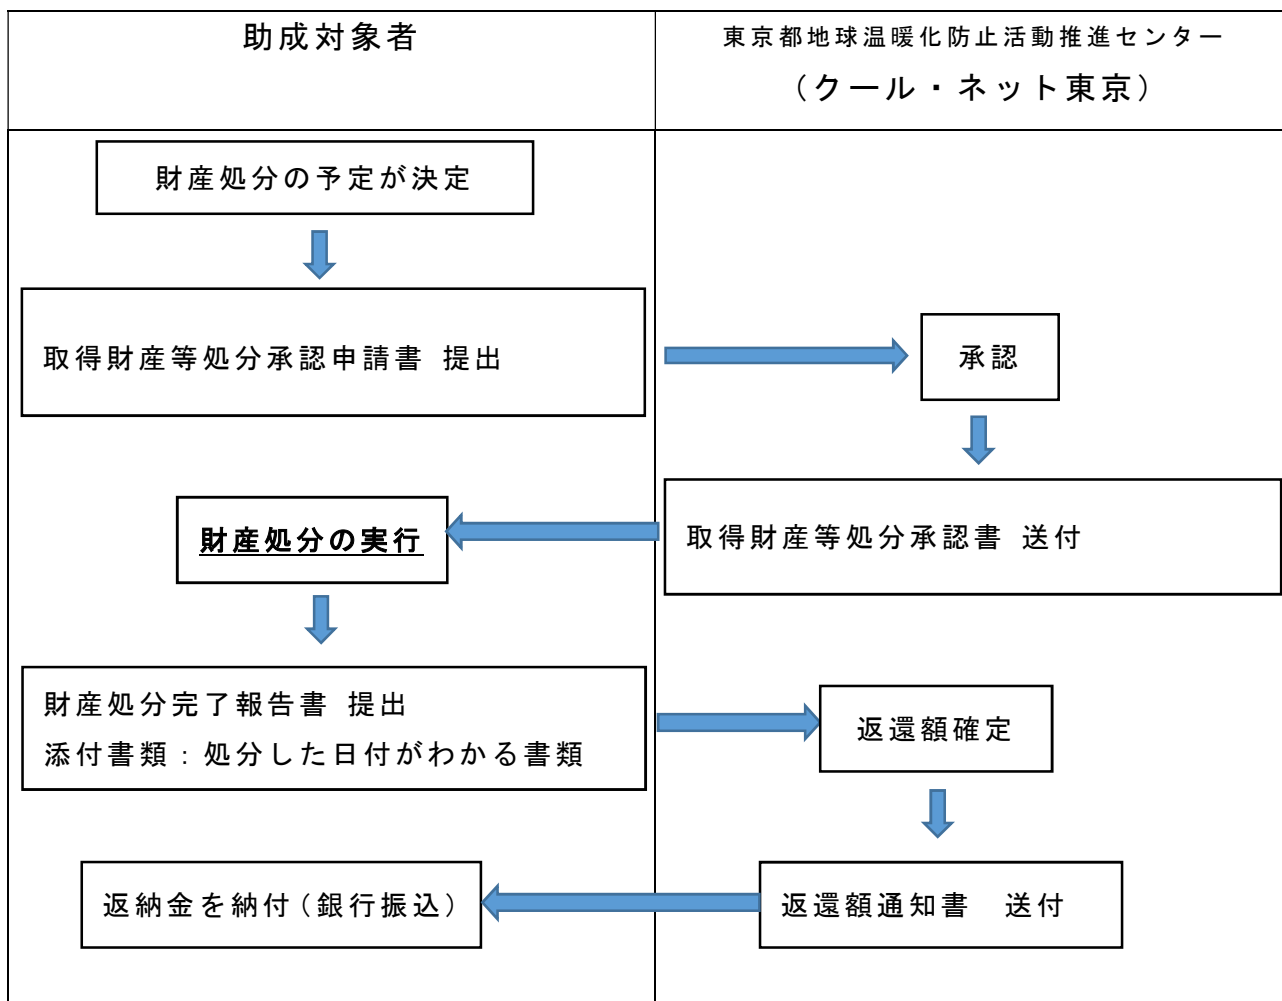 助成対象者
東京都地球温暖化防止活動推進センター
（クール・ネット東京）
財産処分の予定が決定
取得財産等処分承認申請書 提出
承認
取得財産等処分承認書 送付
財産処分の実行
財産処分完了報告書 提出
添付書類：処分した日付がわかる書類
返還額確定
返還額通知書　送付
返納金を納付（銀行振込）